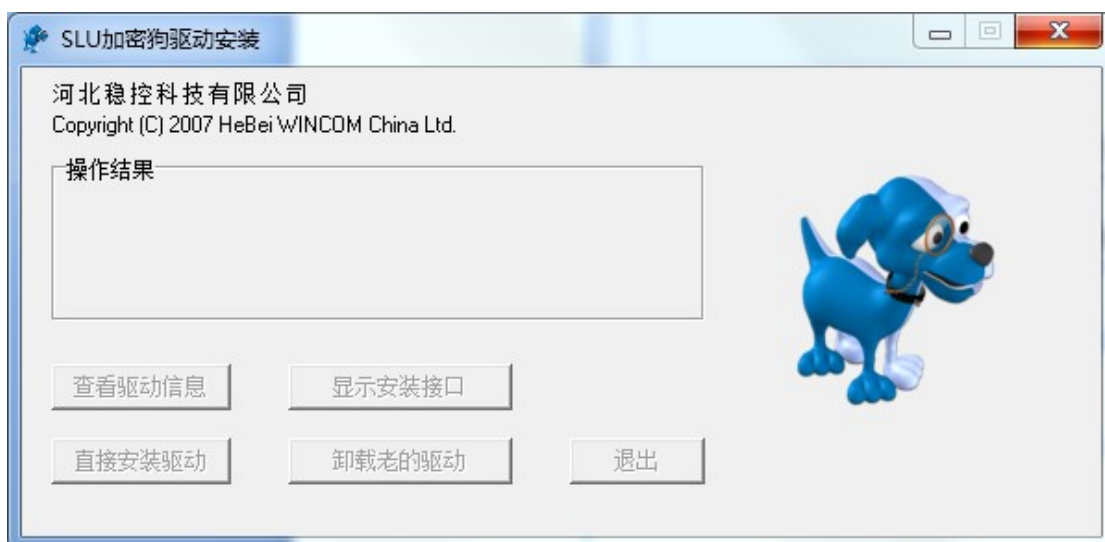 SLU加密狗驱动安装
河北稳控科技有限公司
Copyright (C) 2007 HeBei WINCOM China Ltd.
操作结果
查看驱动信息
显示安装接口
直接安装驱动
卸载老的驱动
退出